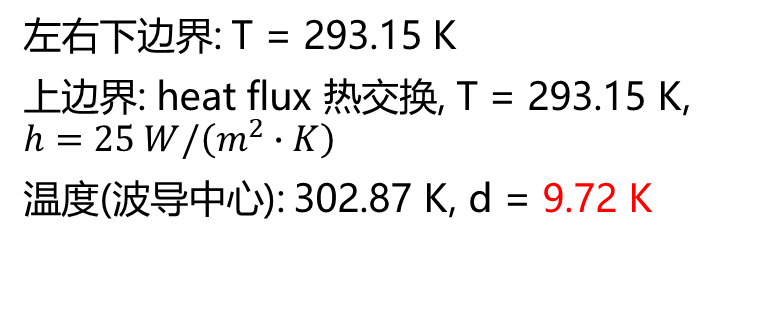 左右下边界: T = 293.15 K
上边界: heat flux 热交换, T = 293.15 K,
h = 25 W/(m² · K)
温度(波导中心): 302.87 K, d = 9.72 K